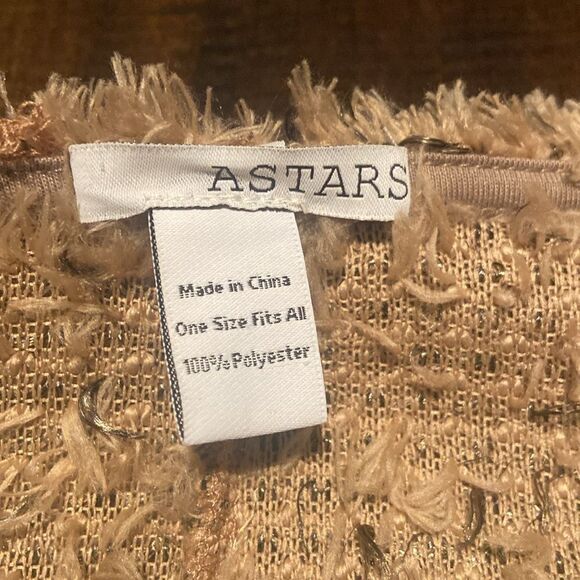 ASTARS
Made in China
One Size Fits All
100% Polyester